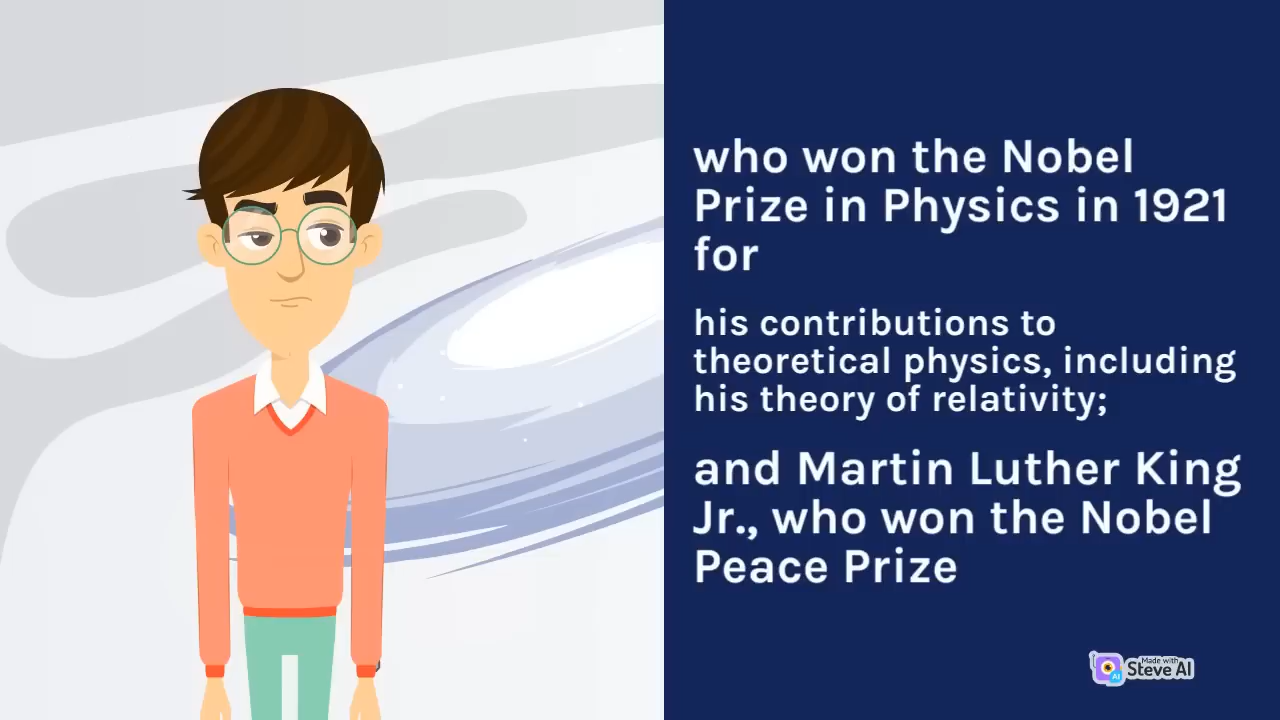 who won the Nobel
Prize in Physics in 1921
for
his contributions to
theoretical physics, including
his theory of relativity;
and Martin Luther King
Jr., who won the Nobel
Peace Prize
Made with
Steve AI
AI